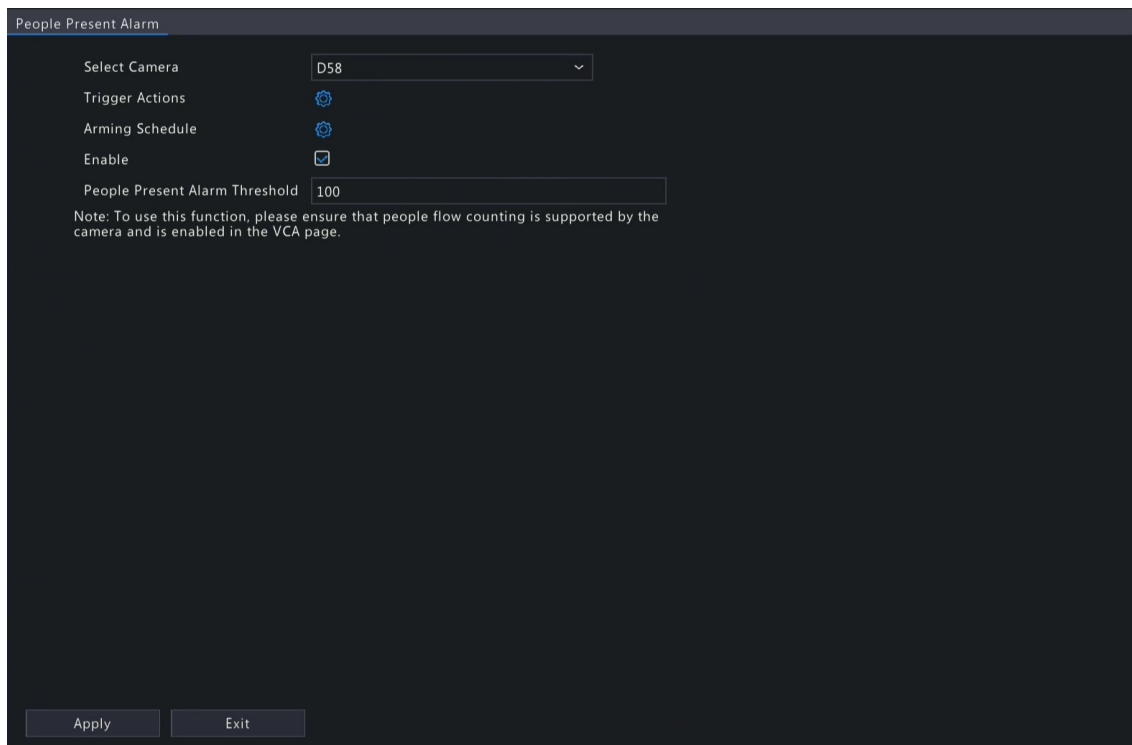 People Present Alarm
Select Camera D58
Trigger Actions
Arming Schedule
Enable
People Present Alarm Threshold 100
Note: To use this function, please ensure that people flow counting is supported by the
camera and is enabled in the VCA page.
Apply Exit